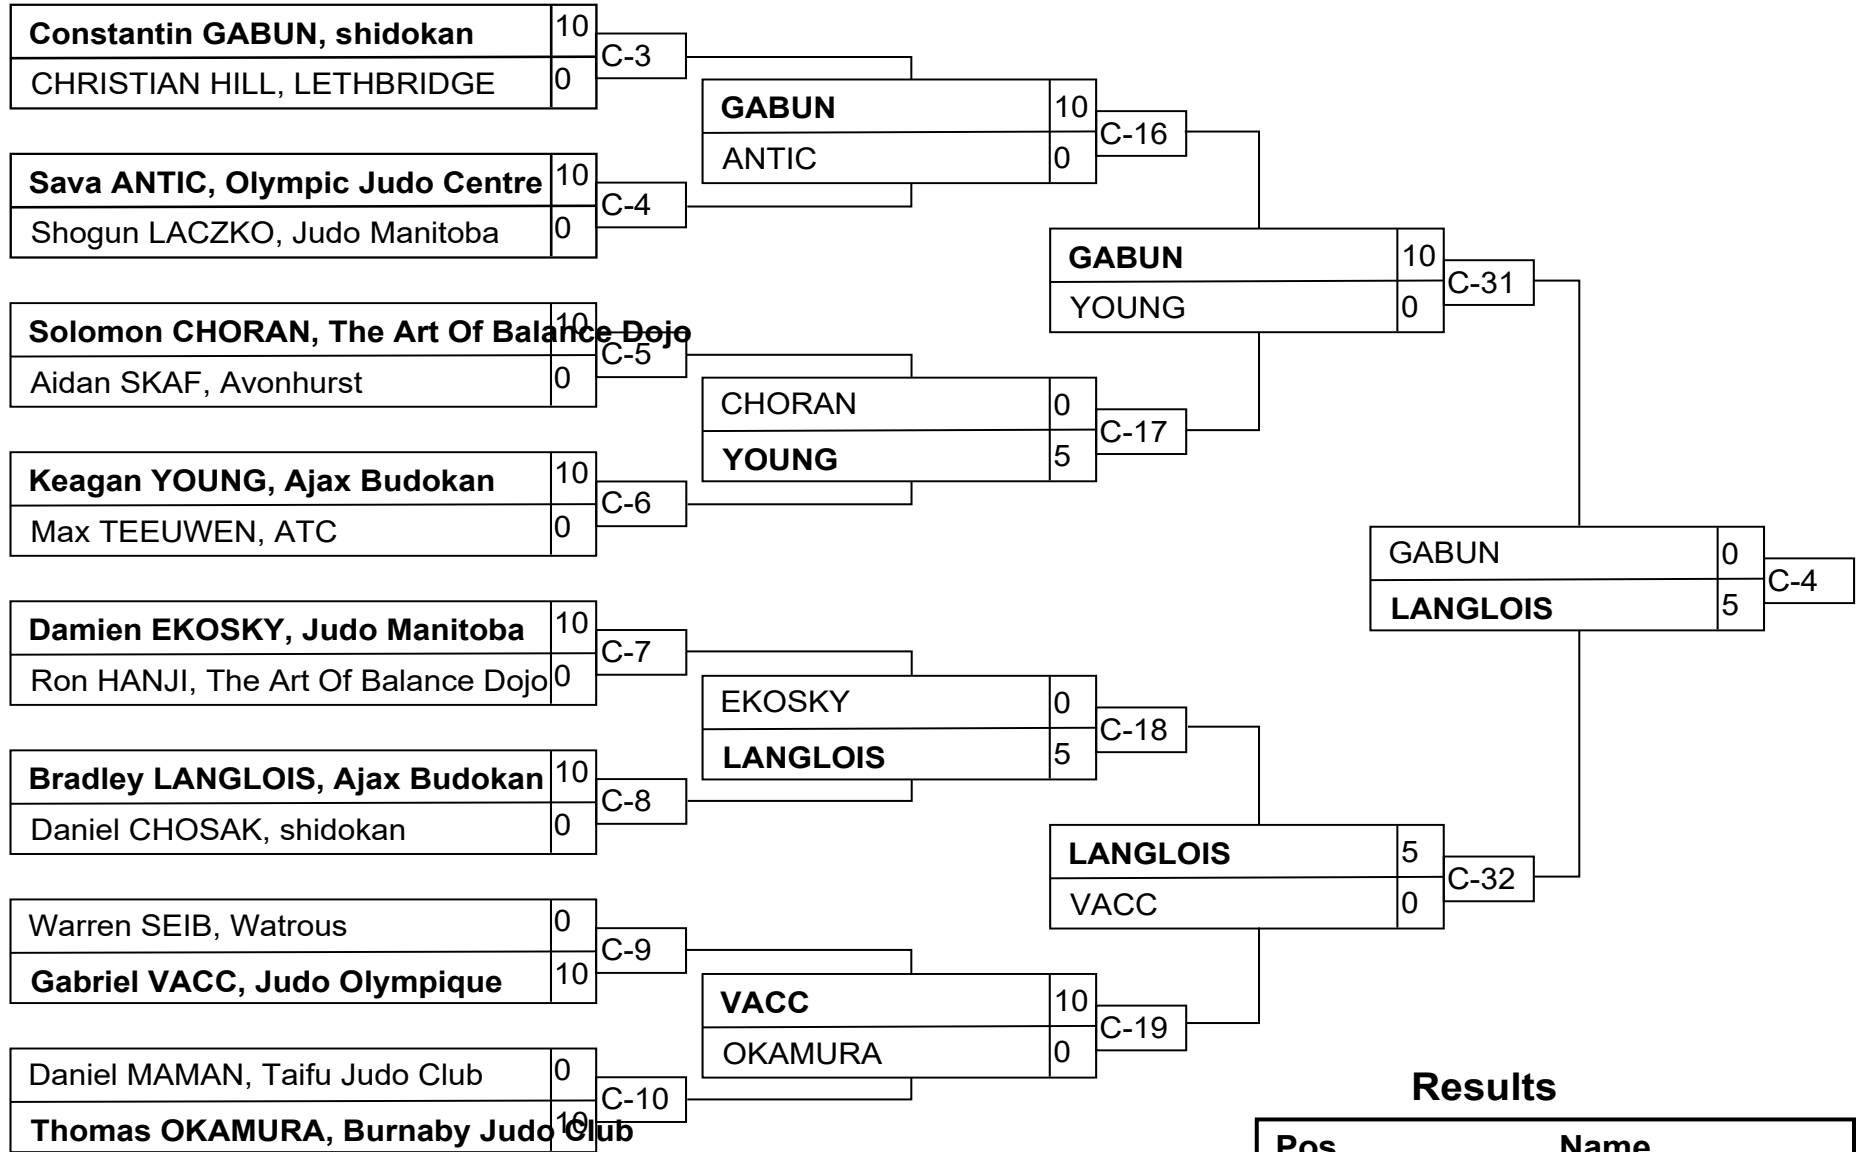 Constantin GABUN, shidokan 10
CHRISTIAN HILL, LETHBRIDGE 0
C-3
Sava ANTIC, Olympic Judo Centre 10
Shogun LACZKO, Judo Manitoba 0
C-4
Solomon CHORAN, The Art Of Balance Dojo 10
Aidan SKAF, Avonhurst 0
C-5
Keagan YOUNG, Ajax Budokan 10
Max TEEUWEN, ATC 0
C-6
Damien EKOSKY, Judo Manitoba 10
Ron HANJI, The Art Of Balance Dojo 0
C-7
Bradley LANGLOIS, Ajax Budokan 10
Daniel CHOSAK, shidokan 0
C-8
Warren SEIB, Watrous 0
Gabriel VACC, Judo Olympique 10
C-9
Daniel MAMAN, Taifu Judo Club 0
Thomas OKAMURA, Burnaby Judo Club 10
C-10
GABUN 10
ANTIC 0
C-16
CHORAN 0
YOUNG 5
C-17
EKOSKY 0
LANGLOIS 5
C-18
VACC 10
OKAMURA 0
C-19
GABUN 10
YOUNG 0
C-31
LANGLOIS 5
VACC 0
C-32
GABUN 0
LANGLOIS 5
C-4
Results
Pos Name